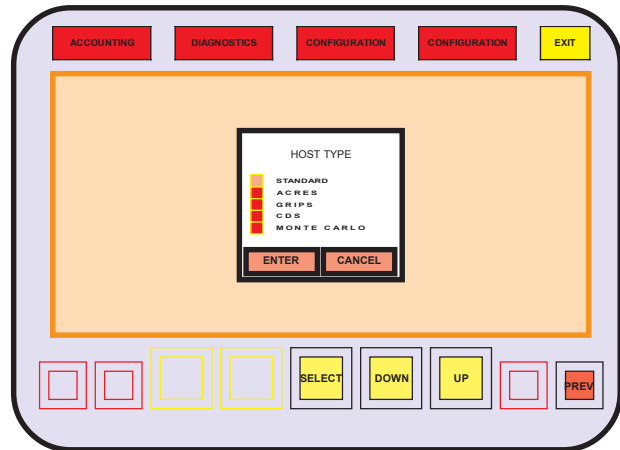 ACCOUNTING DIAGNOSTICS CONFIGURATION CONFIGURATION EXIT
HOST TYPE
STANDARD
ACRES
GRIPS
CDS
MONTE CARLO
ENTER CANCEL
SELECT DOWN UP PREV